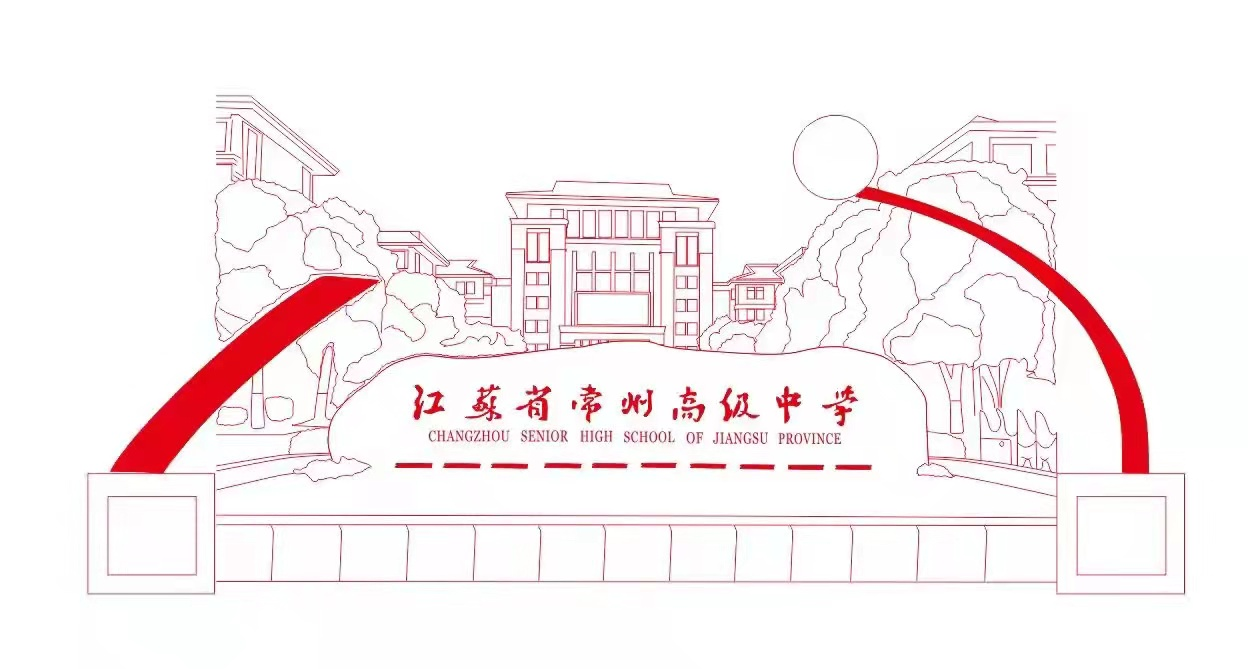 江苏省常州高级中学
CHANGZHOU SENIOR HIGH SCHOOL OF JIANGSU PROVINCE